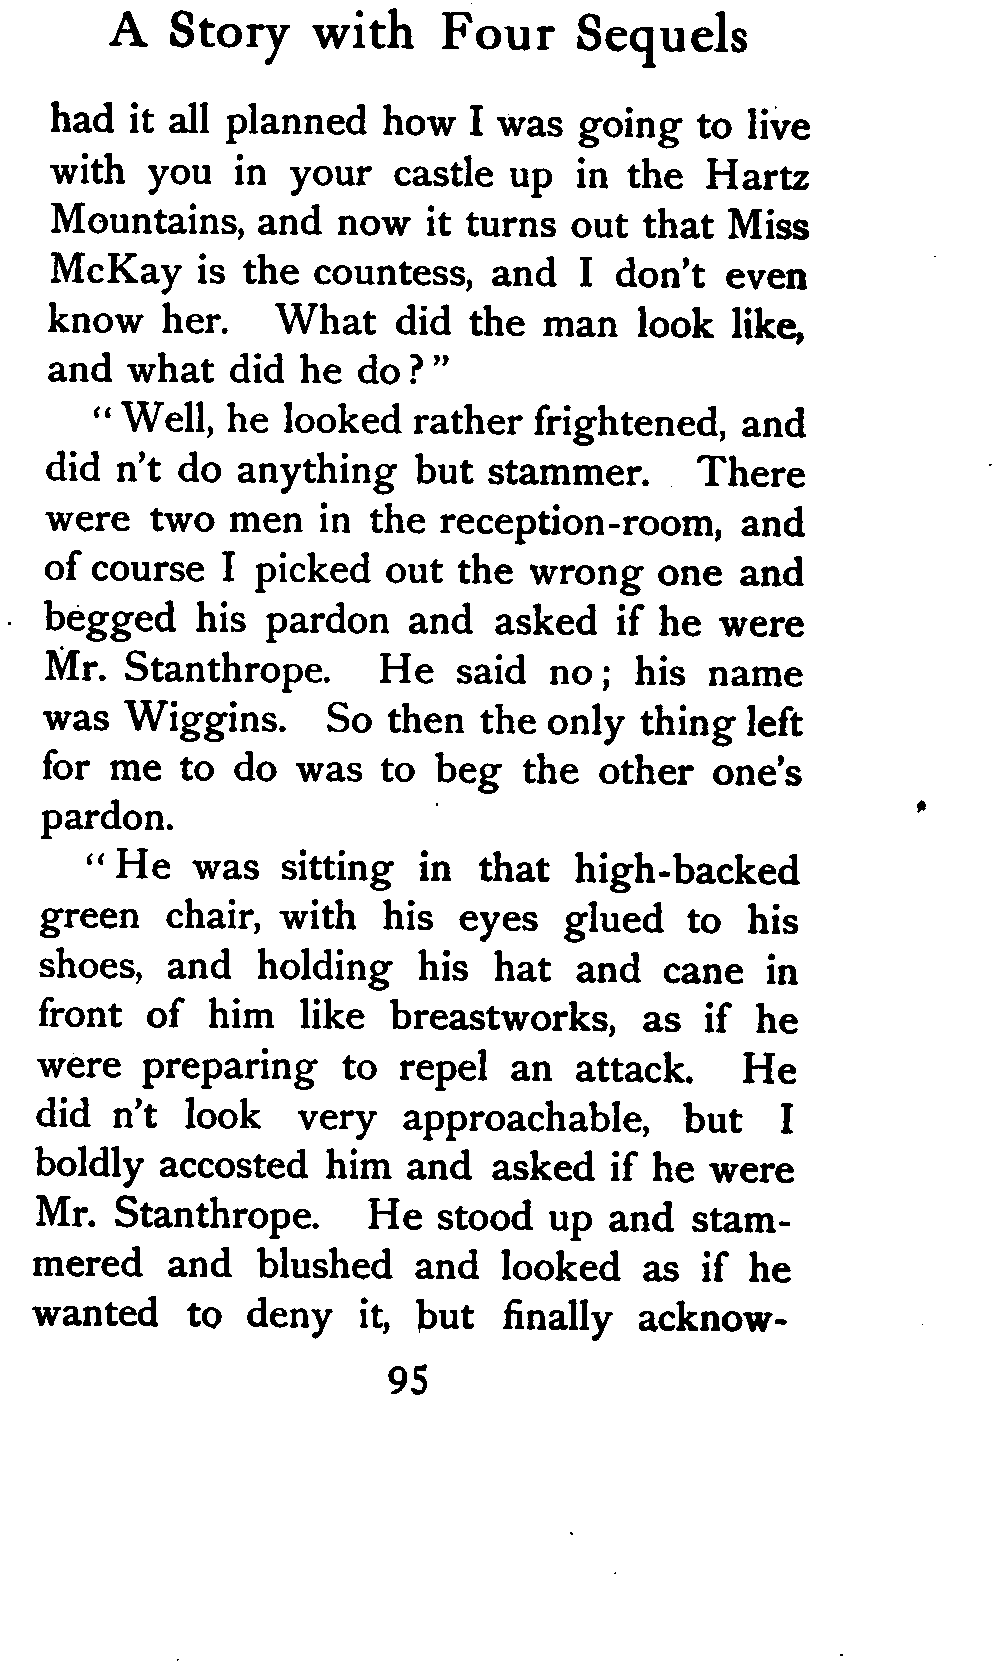 A Story with Four Sequels
had it all planned how I was going to live
with you in your castle up in the Hartz
Mountains, and now it turns out that Miss
McKay is the countess, and I don't even
know her. What did the man look like,
and what did he do?"
"Well, he looked rather frightened, and
did n't do anything but stammer. There
were two men in the reception-room, and
of course I picked out the wrong one and
begged his pardon and asked if he were
Mr. Stanthrope. He said no; his name
was Wiggins. So then the only thing left
for me to do was to beg the other one's
pardon.
"He was sitting in that high-backed
green chair, with his eyes glued to his
shoes, and holding his hat and cane in
front of him like breastworks, as if he
were preparing to repel an attack. He
did n't look very approachable, but I
boldly accosted him and asked if he were
Mr. Stanthrope. He stood up and stam-
mered and blushed and looked as if he
wanted to deny it, but finally acknow-
95